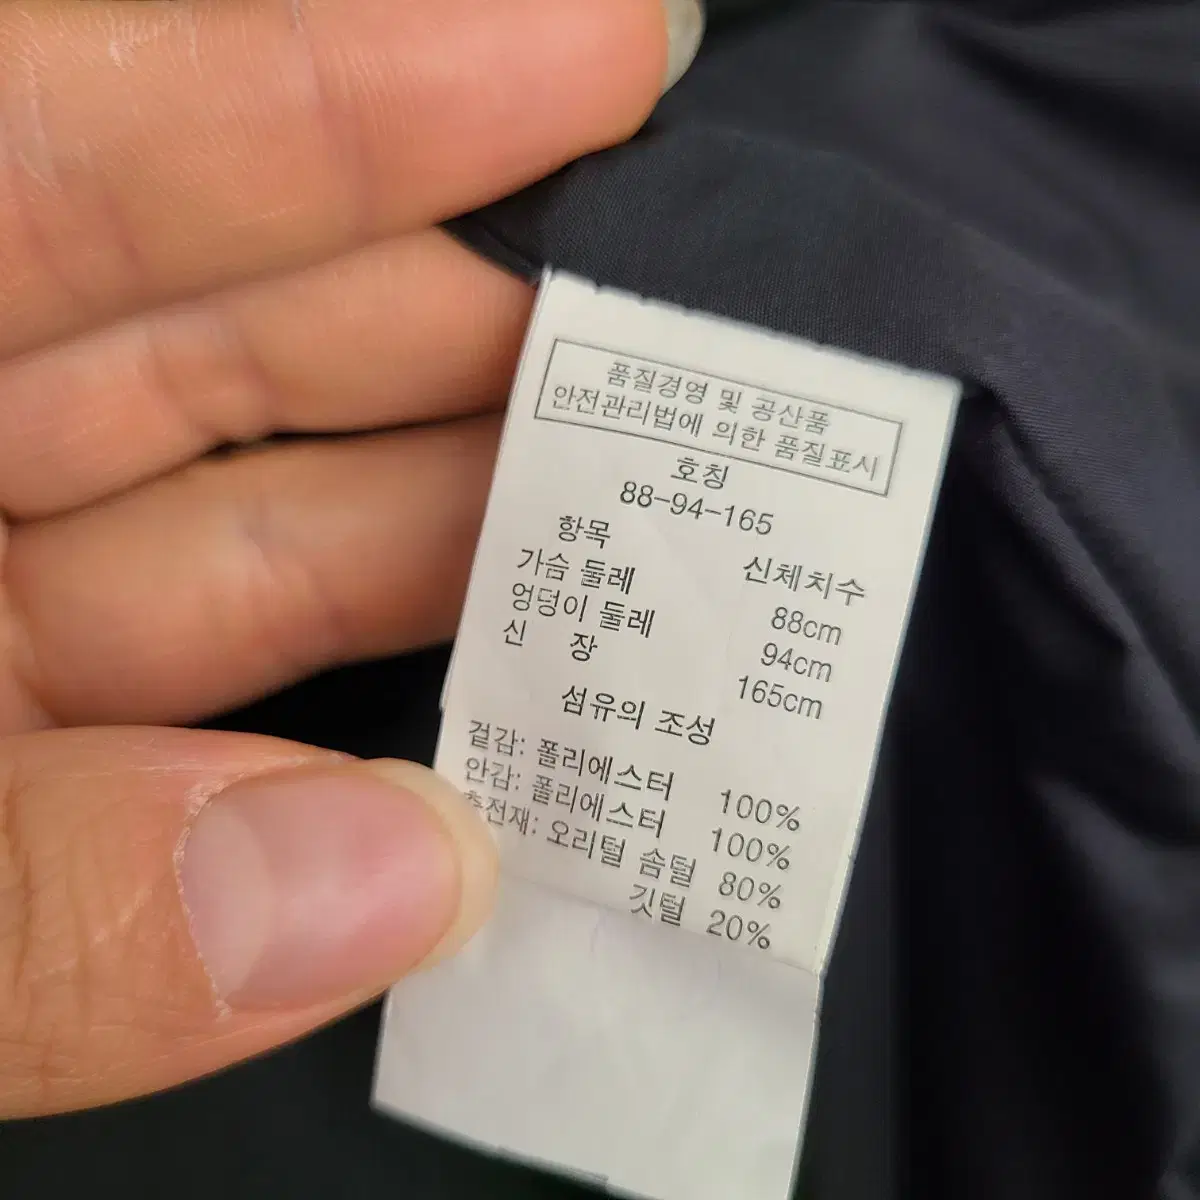 품질경영 및 공산품
안전관리법에 의한 품질표시
호칭
88-94-165
항목 신체치수
가슴 둘레 88cm
엉덩이 둘레 94cm
신 장 165cm
섬유의 조성
겉감: 폴리에스터 100%
안감: 폴리에스터 100%
충전재: 오리털 솜털 80%
깃털 20%